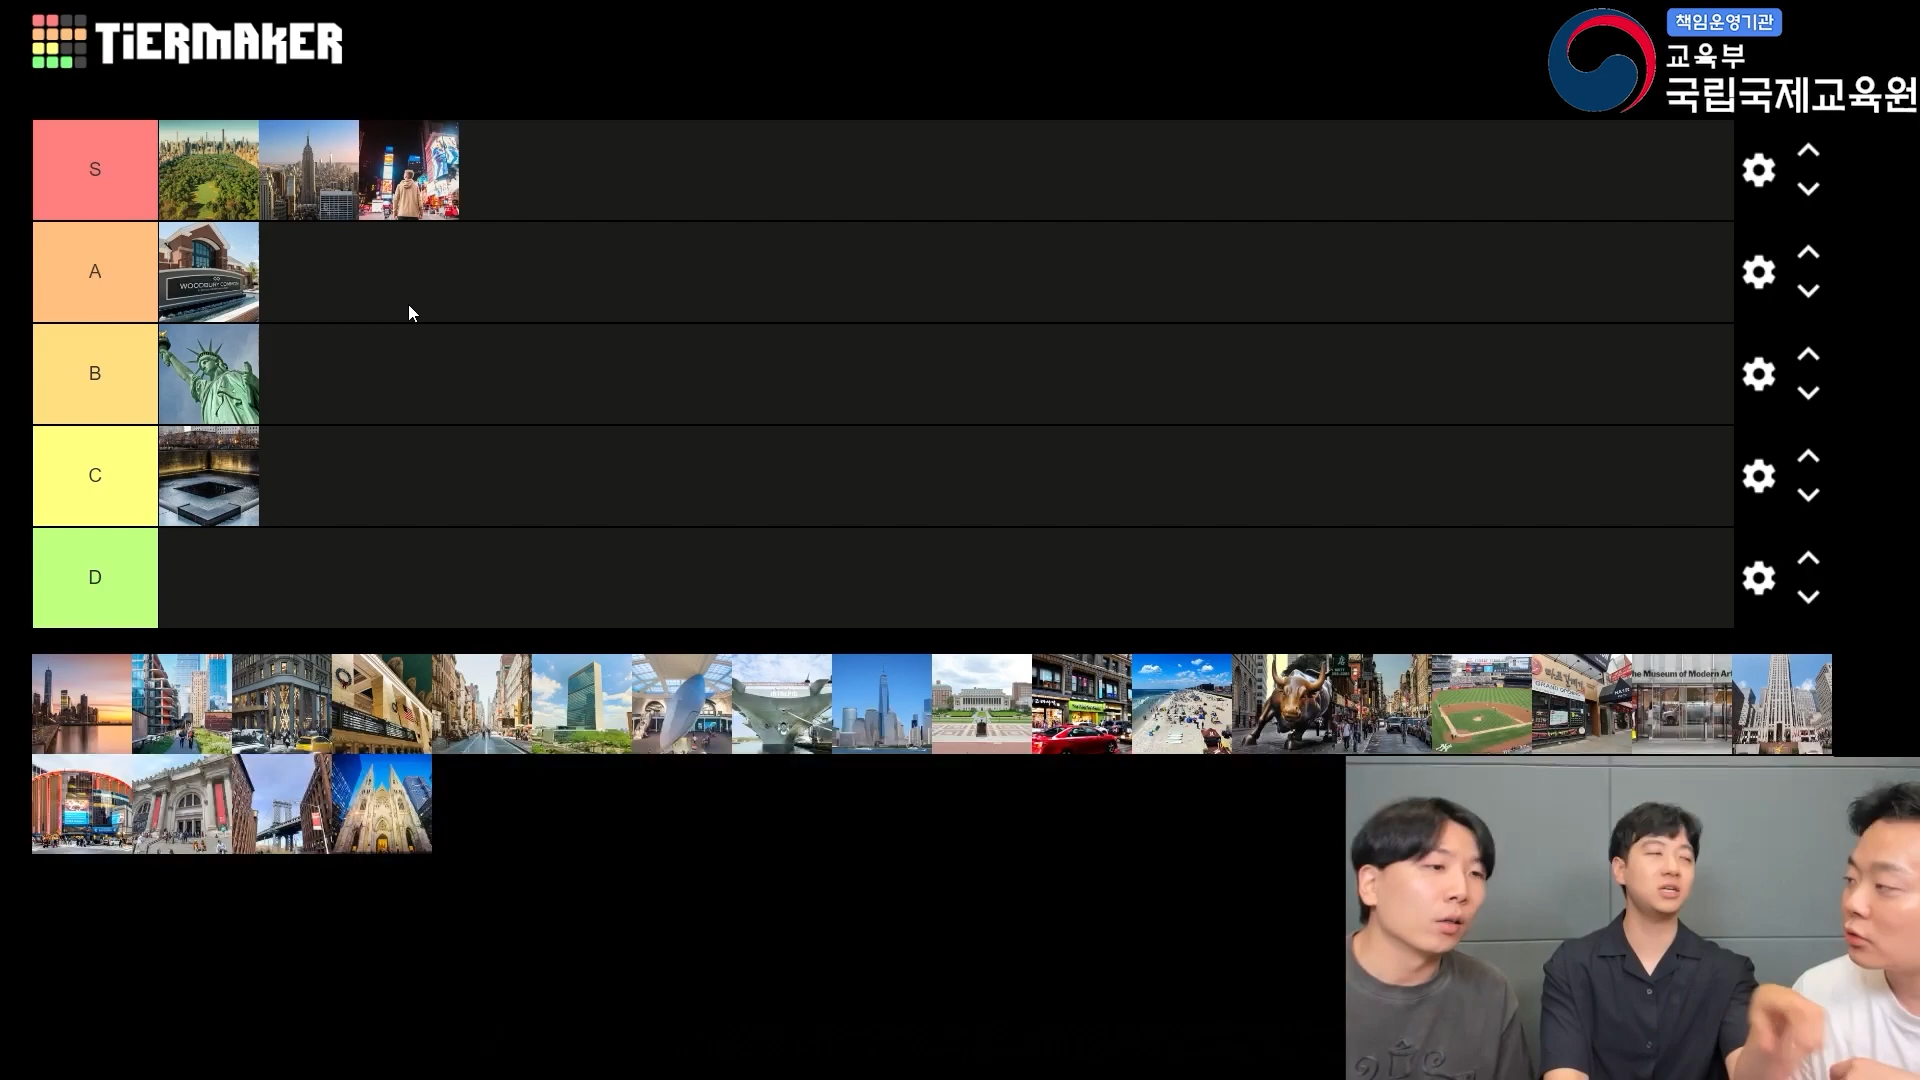 TiERMAKER
책임운영기관
교육부
국립국제교육원
S
A
WOODBURY COMMON
B
C
D
INTREPID
The Museum of Modern Art